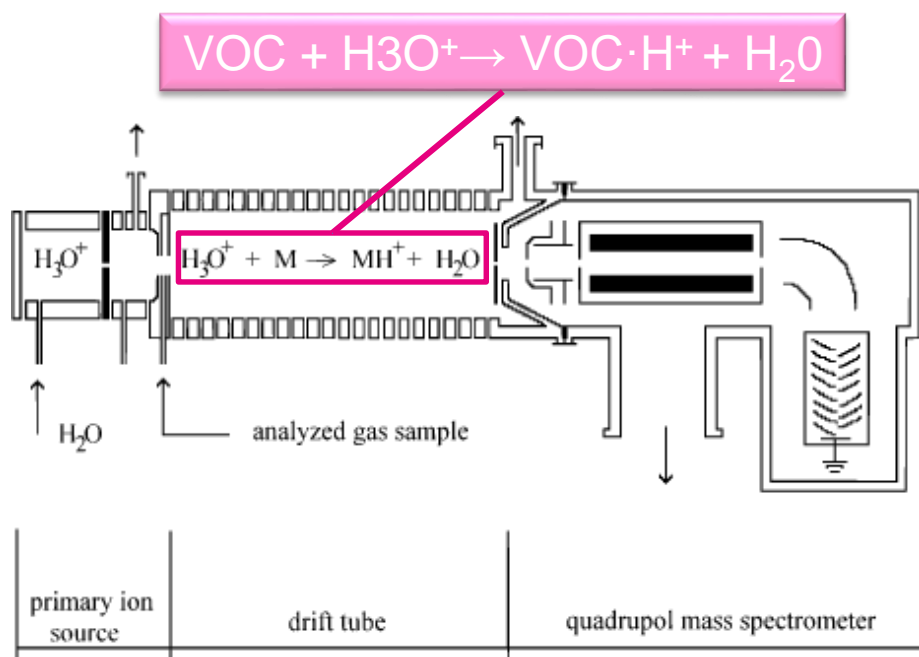 VOC + H3O⁺→ VOC·H⁺ + H₂0
H₃O⁺
H₃O⁺ + M → MH⁺ + H₂O
H₂O
analyzed gas sample
primary ion
source
drift tube
quadrupol mass spectrometer